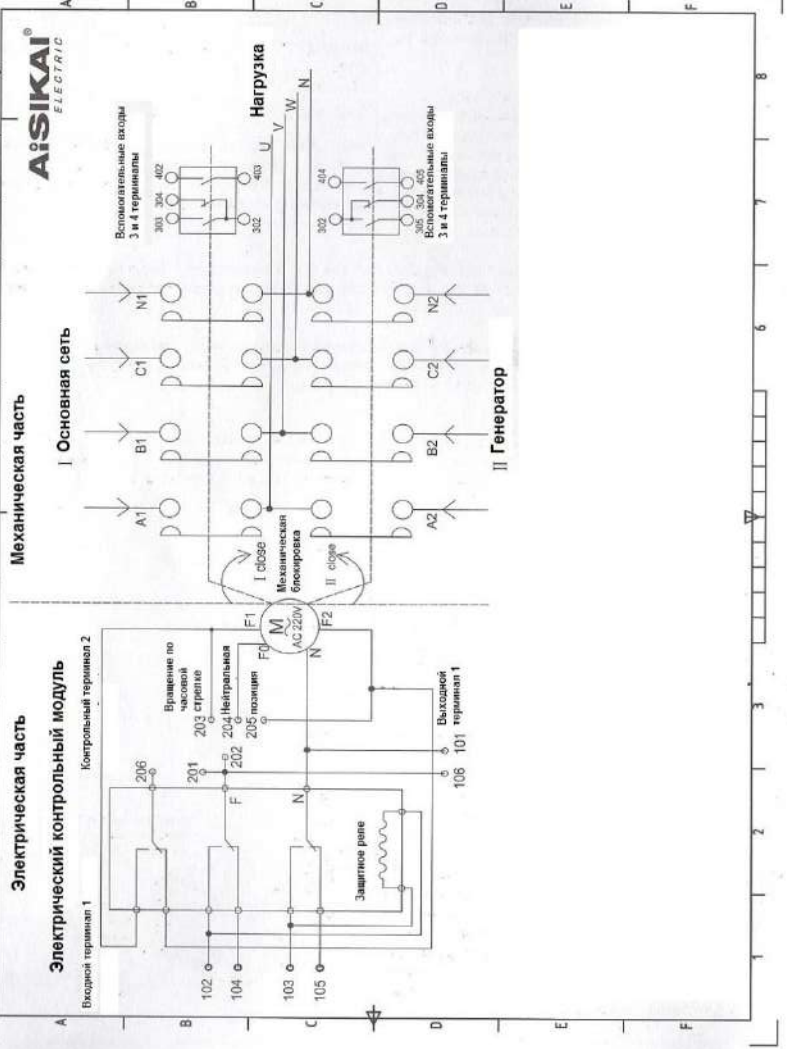 A
B
C
D
E
F
AiSIKAI®
ELECTRIC
Электрическая часть
Механическая часть
Электрический контрольный модуль
Входной терминал 1
Контрольный терминал 2
I Основная сеть
Вспомогательные входы
3 и 4 терминалы
303
304
402
302
403
Нагрузка
U
V
W
N
206
201
202
F
N
Вращение по
часовой
203 стрелке
204 Нейтральная
205 позиция
F1
F0
M
AC 220V
F2
N
I close
Механическая
блокировка
II close
A1
B1
C1
N1
A2
B2
C2
N2
302
404
305
304
405
Вспомогательные входы
3 и 4 терминалы
II Генератор
102
104
103
105
Защитное реле
106
101
Выходной
терминал 1
1
2
3
6
7
8
A
B
C
D
E
F